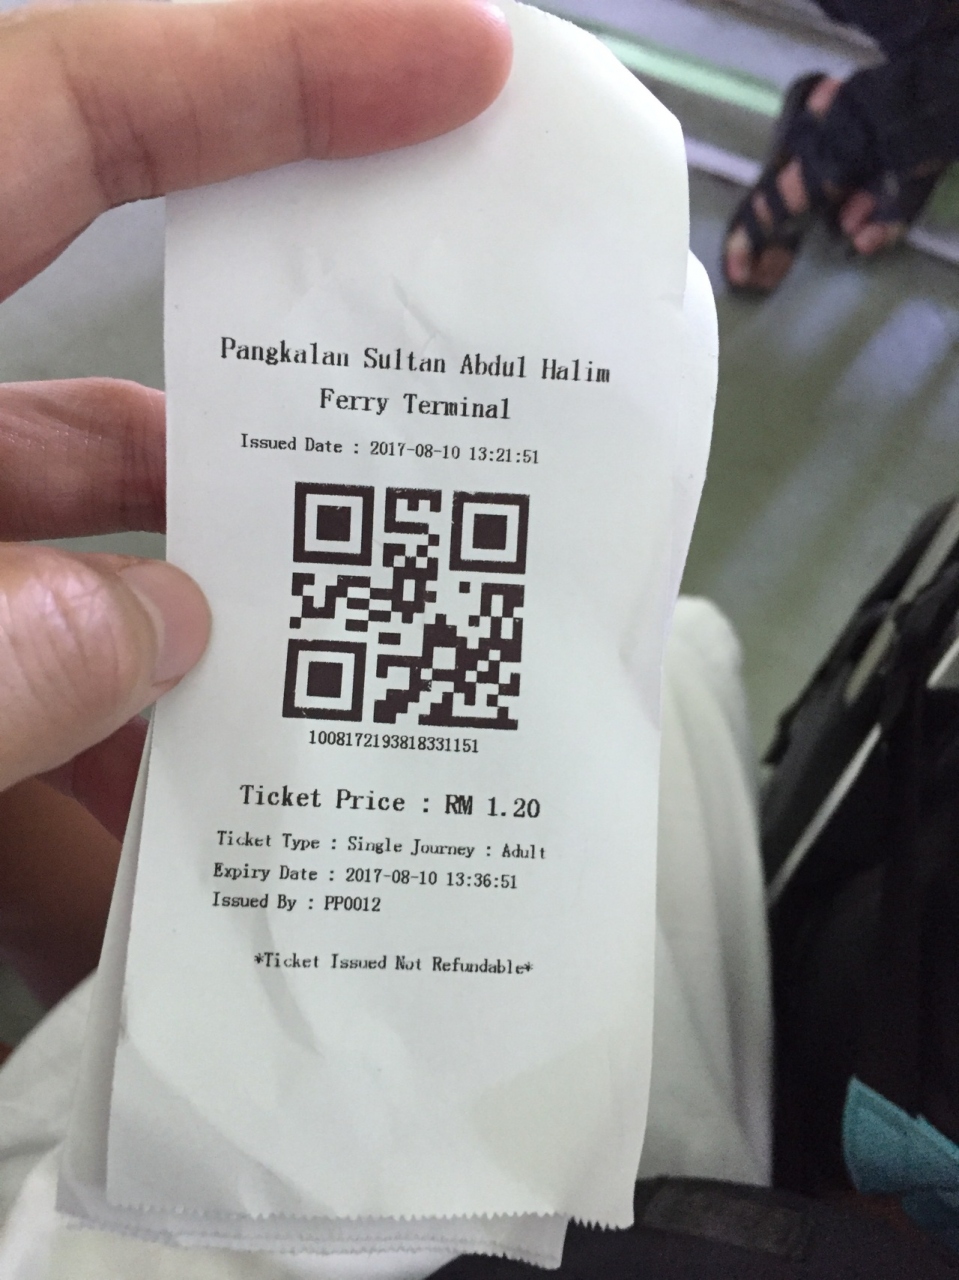 Pangkalan Sultan Abdul Halim
Ferry Terminal
Issued Date : 2017-08-10 13:21:51
1008172193818331151
Ticket Price : RM 1.20
Ticket Type : Single Journey : Adult
Expiry Date : 2017-08-10 13:36:51
Issued By : PP0012
*Ticket Issued Not Refundable*